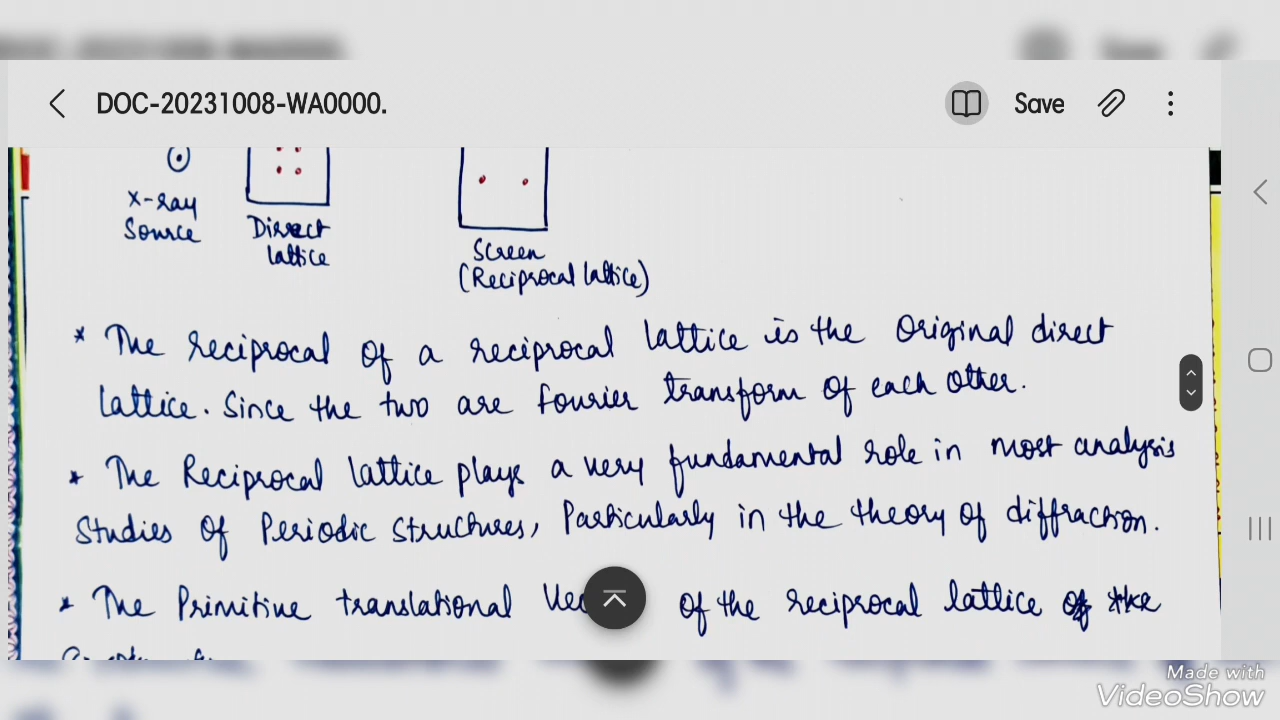 DOC-20231008-WA0000.
Save
x-ray
Source
Direct
lattice
Screen
(Reciprocal lattice)
* The reciprocal of a reciprocal lattice is the original direct
lattice. Since the two are fourier transform of each other.
* The Reciprocal lattice plays a very fundamental role in most analysis
Studies of Periodic Structures, Particularly in the theory of diffraction.
* The Primitive translational of the reciprocal lattice of the
Made with
VideoShow